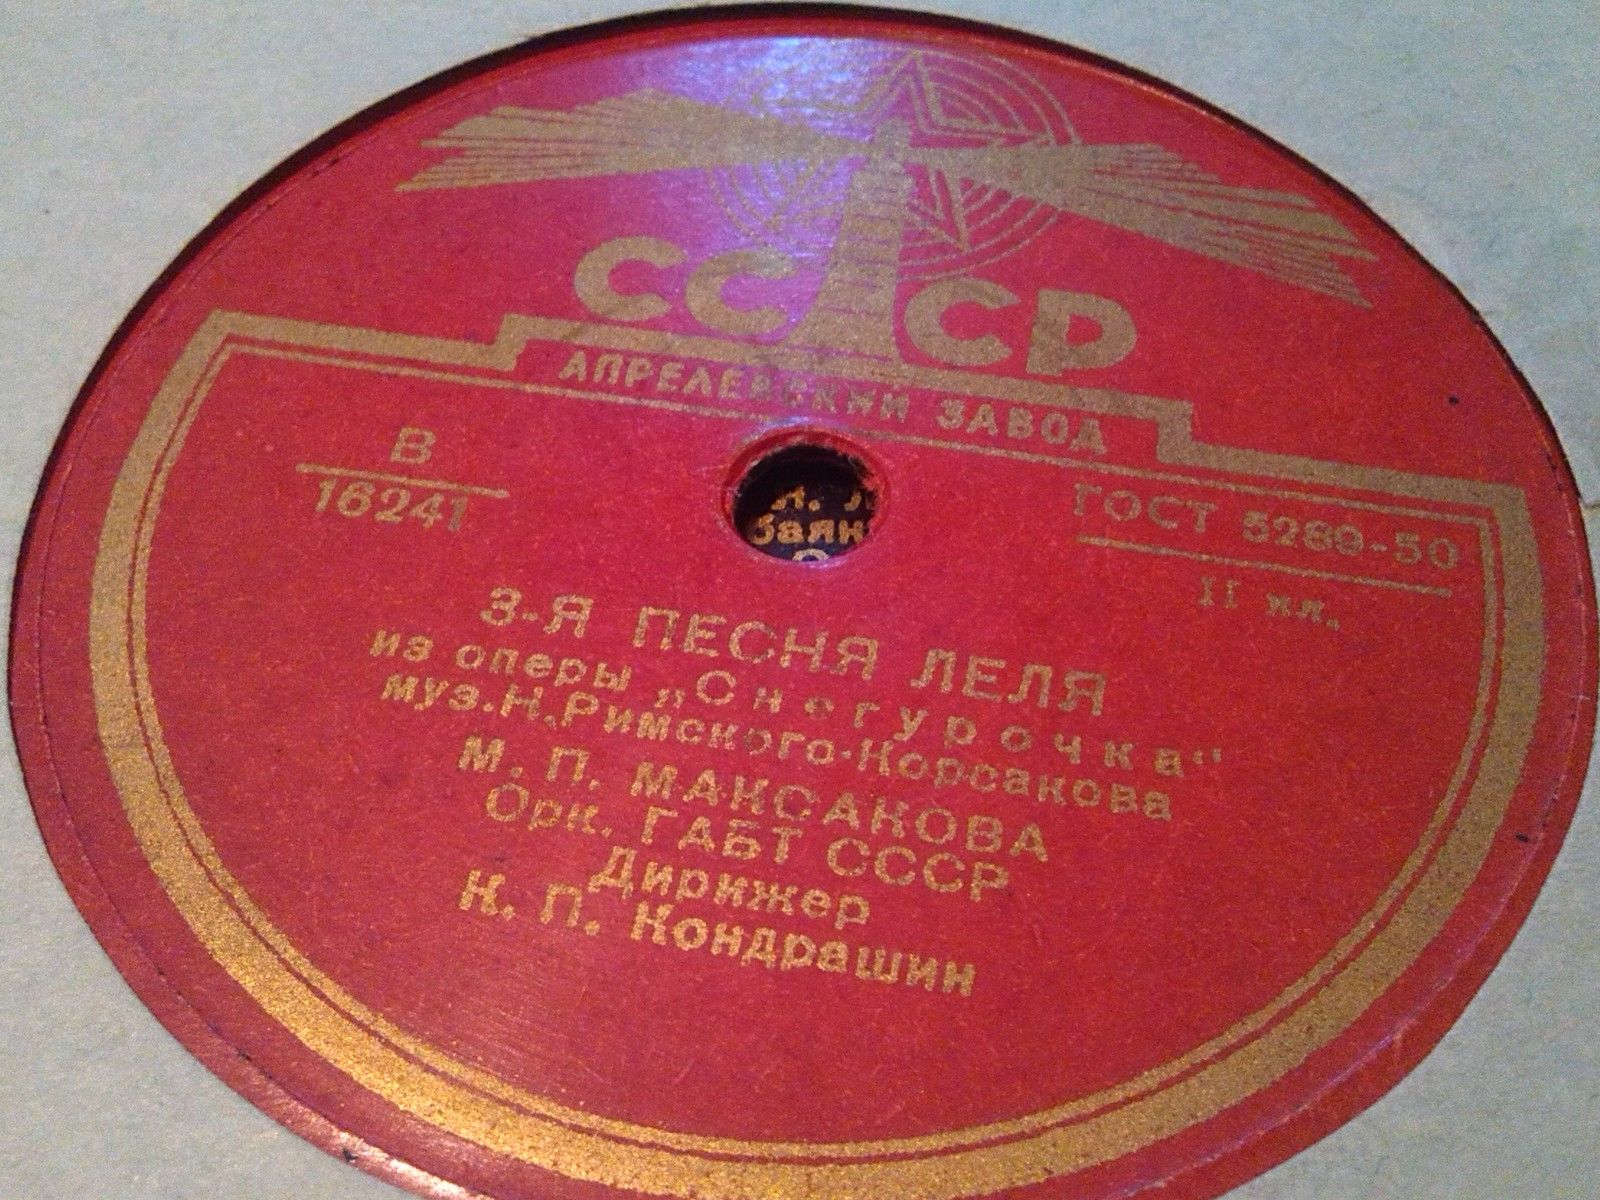 СССР
АПРЕЛЕВСКИЙ ЗАВОД
В
16241
ГОСТ 5289-50
II кл.
3-Я ПЕСНЯ ЛЕЛЯ
из оперы „Снегурочка“
муз.Н.Римского-Корсакова
М. П. МАКСАКОВА
Орк. ГАБТ СССР
Дирижер
К. П. Кондрашин